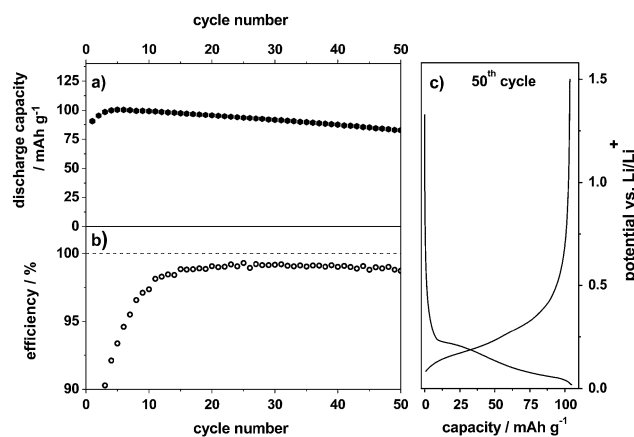 cycle number
0 10 20 30 40 50
discharge capacity
/ mAh g⁻¹
125
100
75
50
25
0
a)
efficiency / %
100
95
90
b)
0 10 20 30 40 50
cycle number
c) 50th cycle
1.5
1.0
0.5
0.0
potential vs. Li/Li⁺
0 25 50 75 100
capacity / mAh g⁻¹